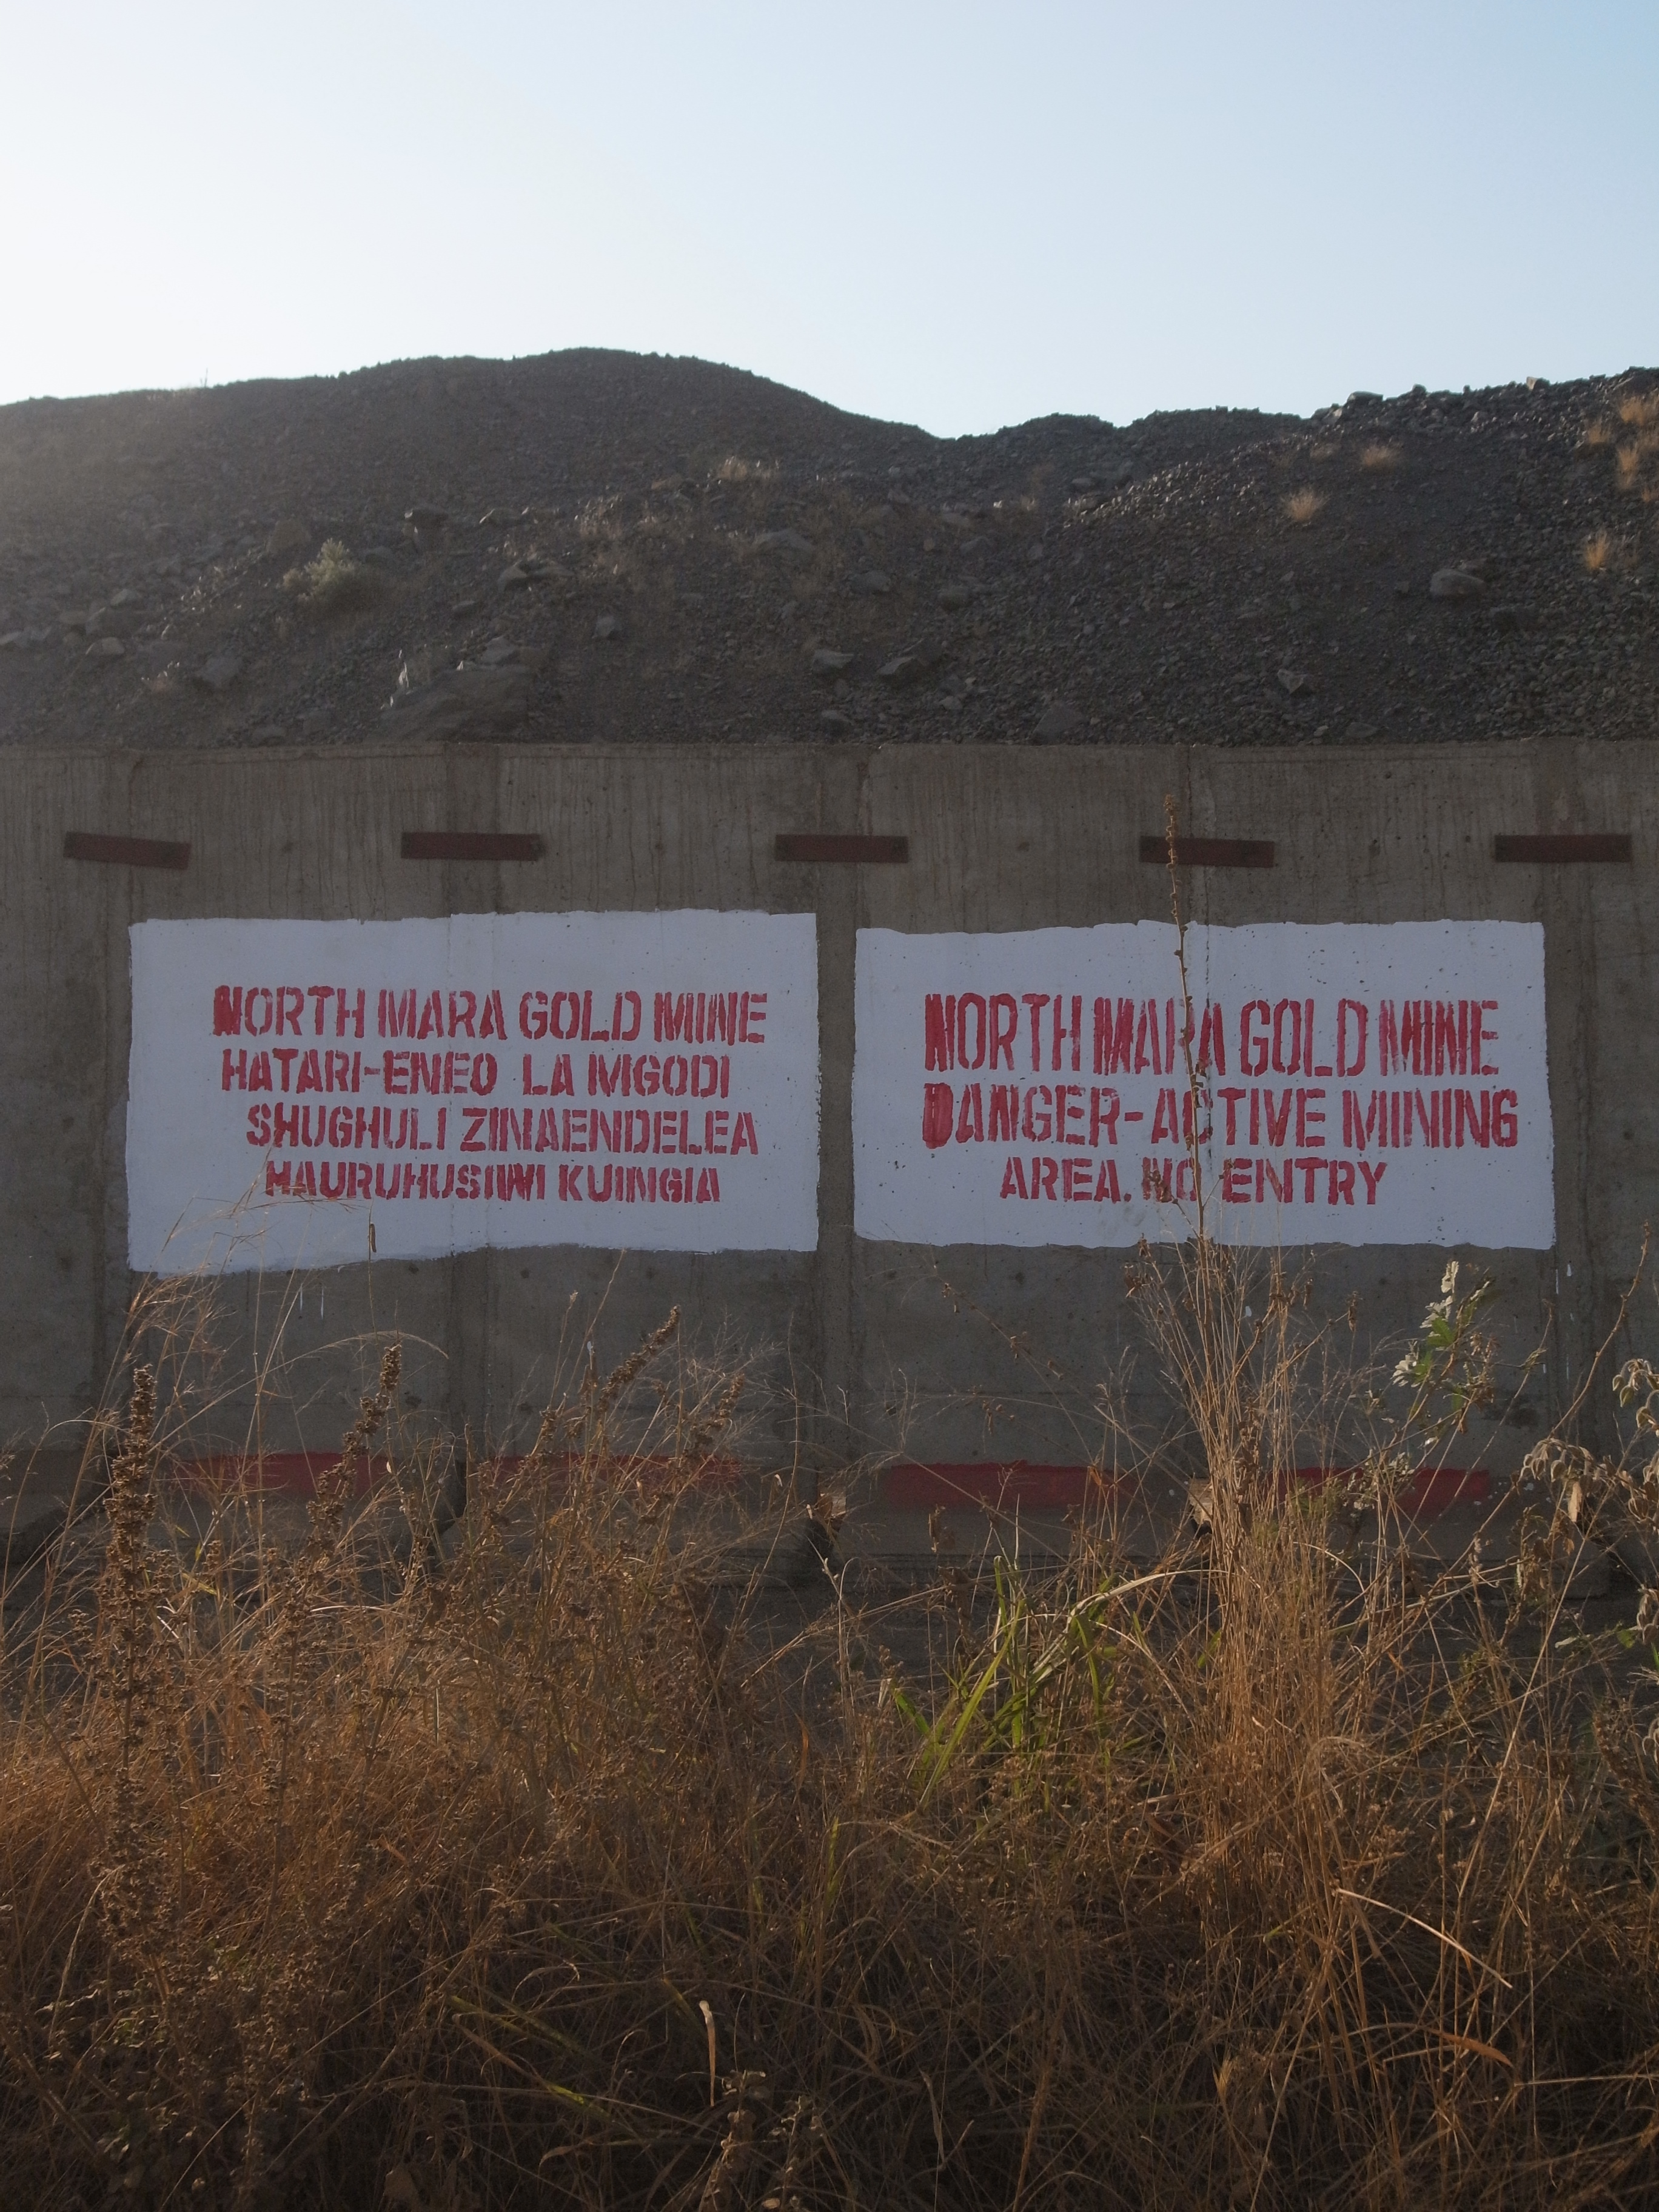 NORTH MARA GOLD MINE
HATARI-ENEO LA MGODI
SHUGHULI ZINAENDELEA
HAURUHUSIWI KUINGIA
NORTH MARA GOLD MINE
DANGER-ACTIVE MINING
AREA. NO ENTRY